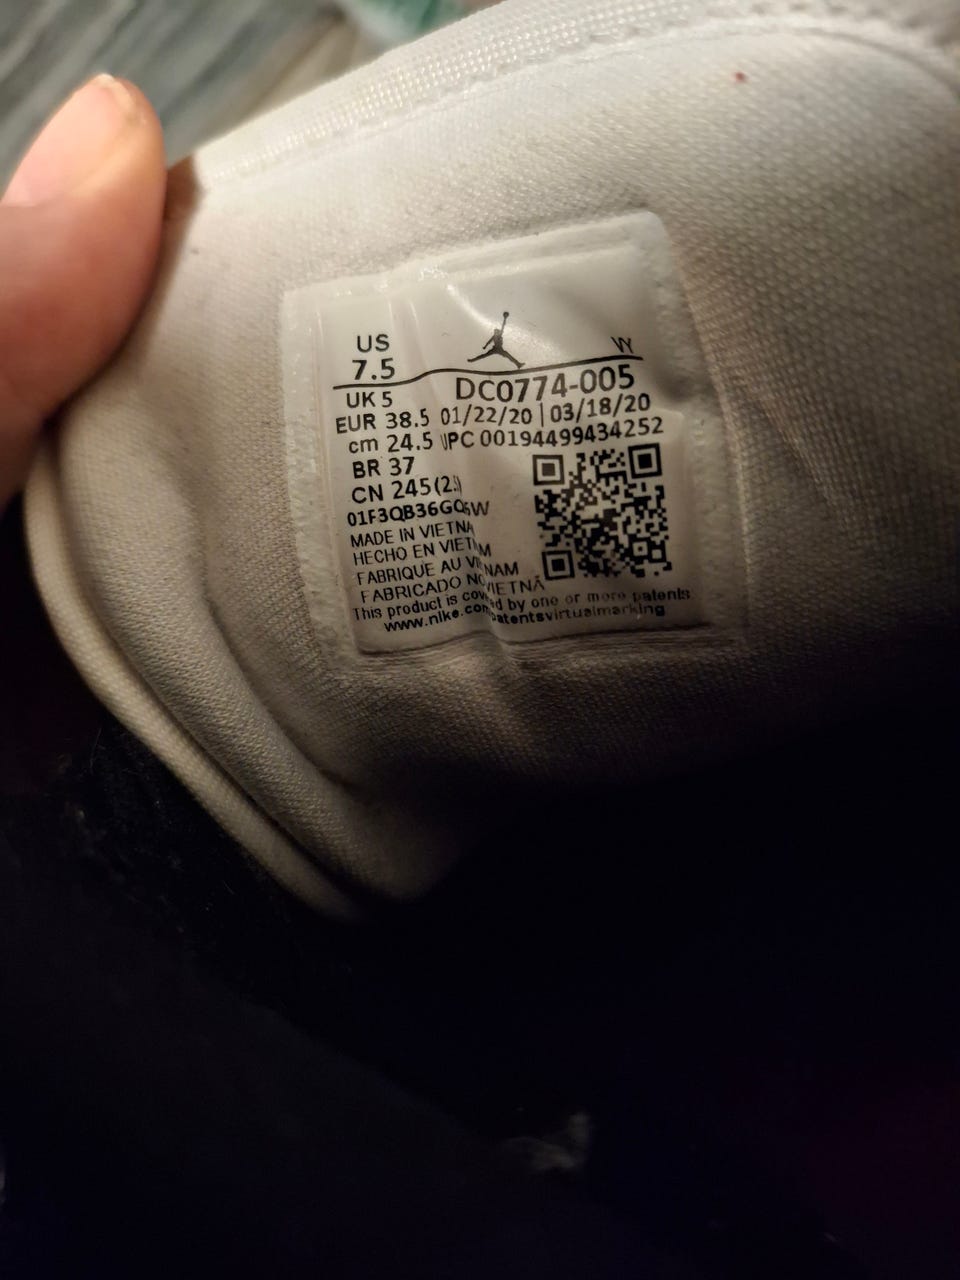 US
7.5 W
UK 5 DC0774-005
EUR 38.5 01/22/20 | 03/18/20
cm 24.5 UPC 00194499434252
BR 37
CN 245
MADE IN VIETNA
HECHO EN VIETNAM
FABRIQUE AU VIETNAM
FABRICADO NO VIETNÃ
This product is covered by one or more patents
www.nike.com/patentsvirtualmarking